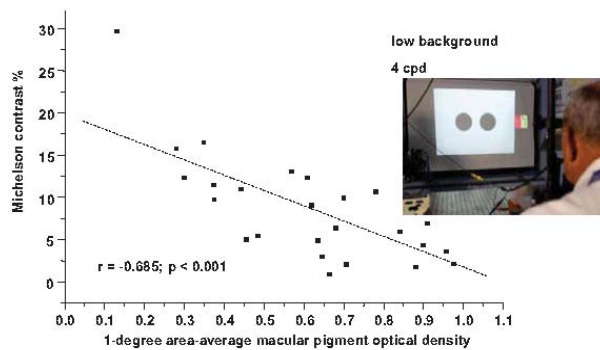 low background
4 cpd
Michelson contrast %
30
25
20
15
10
5
0
r = -0.685; p < 0.001
0.0 0.1 0.2 0.3 0.4 0.5 0.6 0.7 0.8 0.9 1.0 1.1
1-degree area-average macular pigment optical density